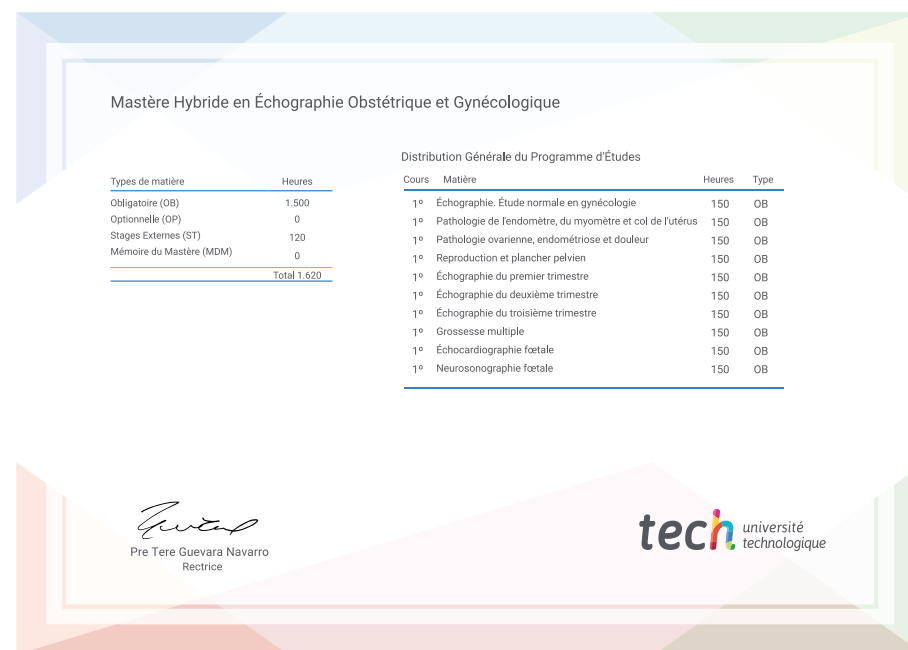 Mastère Hybride en Échographie Obstétrique et Gynécologique
Types de matière Heures
Obligatoire (OB) 1.500
Optionnelle (OP) 0
Stages Externes (ST) 120
Mémoire du Mastère (MDM) 0
Total 1.620
Distribution Générale du Programme d'Études
Cours Matière Heures Type
1º Échographie. Étude normale en gynécologie 150 OB
1º Pathologie de l'endomètre, du myomètre et col de l'utérus 150 OB
1º Pathologie ovarienne, endométriose et douleur 150 OB
1º Reproduction et plancher pelvien 150 OB
1º Échographie du premier trimestre 150 OB
1º Échographie du deuxième trimestre 150 OB
1º Échographie du troisième trimestre 150 OB
1º Grossesse multiple 150 OB
1º Échocardiographie fœtale 150 OB
1º Neurosonographie fœtale 150 OB
Pre Tere Guevara Navarro
Rectrice
tech université
technologique